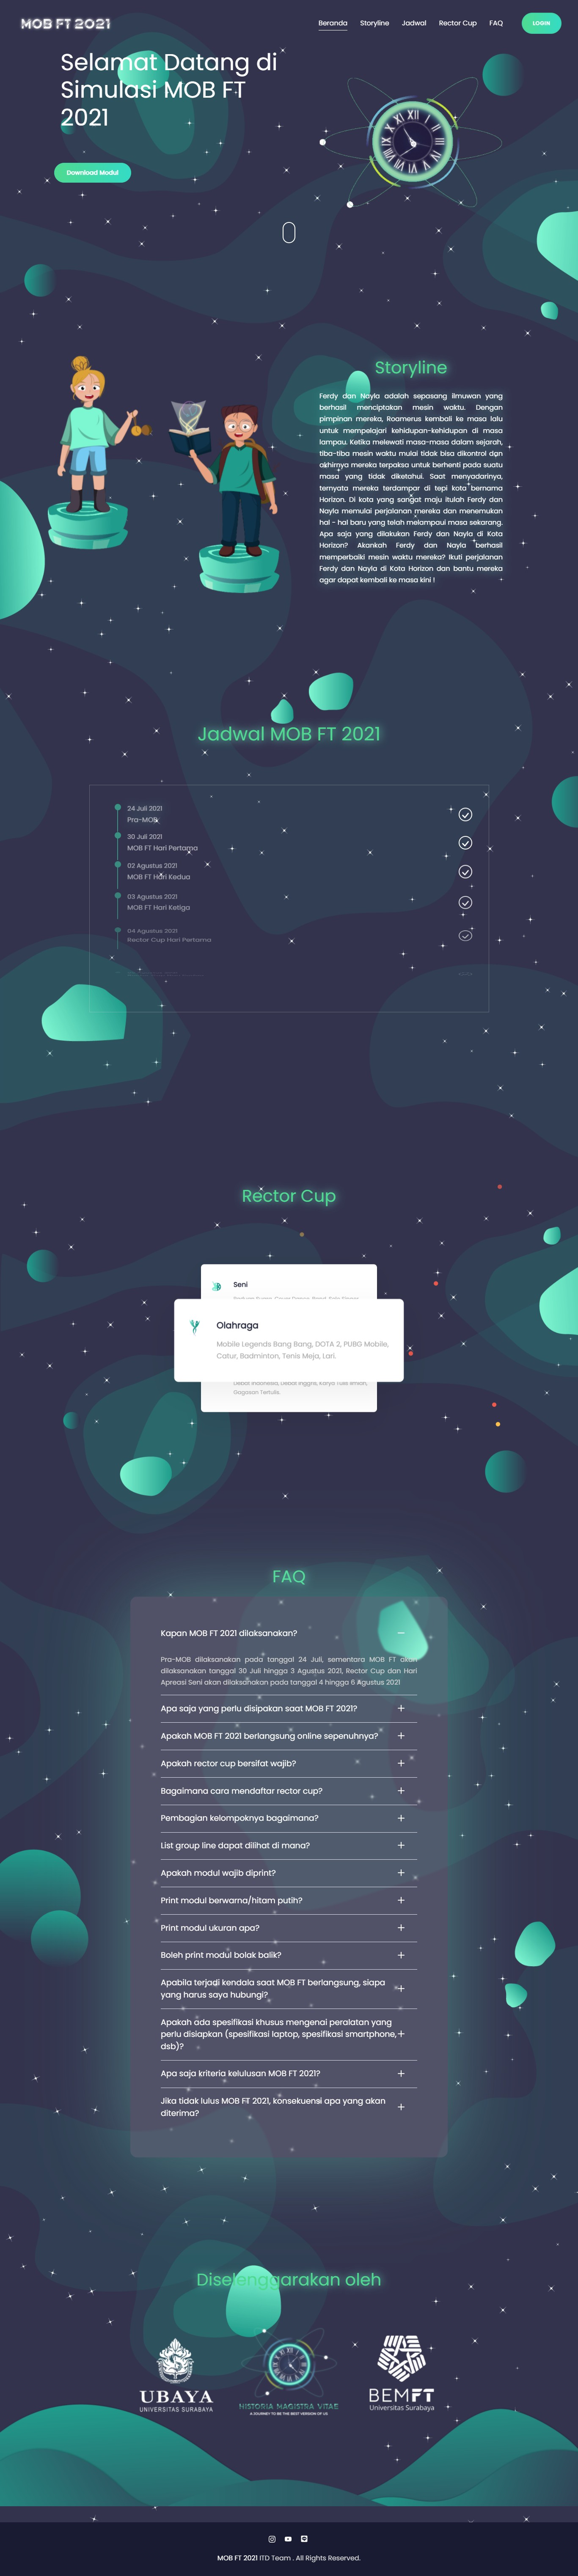 MOB FT 2021
Beranda
Storyline
Jadwal
Rector Cup
FAQ
LOGIN
Selamat Datang di
Simulasi MOB FT
2021
Download Modul
Storyline
Ferdy dan Nayla adalah sepasang ilmuwan yang
berhasil menciptakan mesin waktu. Dengan
pimpinan mereka, Roamerus kembali ke masa lalu
untuk mempelajari kehidupan-kehidupan di masa
lampau. Ketika melewati masa-masa dalam sejarah,
tiba-tiba mesin waktu mulai tidak bisa dikontrol dan
akhirnya mereka terpaksa untuk berhenti pada suatu
masa yang tidak diketahui. Saat menyadarinya,
ternyata mereka terdampar di tepi kota bernama
Horizon. Di kota yang sangat maju itulah Ferdy dan
Nayla memulai perjalanan mereka dan menemukan
hal - hal baru yang telah melampaui masa sekarang.
Apa saja yang dilakukan Ferdy dan Nayla di Kota
Horizon? Akankah Ferdy dan Nayla berhasil
memperbaiki mesin waktu mereka? Ikuti perjalanan
Ferdy dan Nayla di Kota Horizon dan bantu mereka
agar dapat kembali ke masa kini !
Jadwal MOB FT 2021
24 Juli 2021
Pra-MOB
30 Juli 2021
MOB FT Hari Pertama
02 Agustus 2021
MOB FT Hari Kedua
03 Agustus 2021
MOB FT Hari Ketiga
04 Agustus 2021
Rector Cup Hari Pertama
Rector Cup
Seni
Olahraga
Mobile Legends Bang Bang, DOTA 2, PUBG Mobile,
Catur, Badminton, Tenis Meja, Lari.
Debat Indonesia, Debat Inggris, Karya Tulis Ilmiah,
Gagasan Tertulis.
FAQ
Kapan MOB FT 2021 dilaksanakan?
Pra-MOB dilaksanakan pada tanggal 24 Juli, sementara MOB FT akan
dilaksanakan tanggal 30 Juli hingga 3 Agustus 2021, Rector Cup dan Hari
Apreasi Seni akan dilaksanakan pada tanggal 4 hingga 6 Agustus 2021
Apa saja yang perlu disipakan saat MOB FT 2021?
Apakah MOB FT 2021 berlangsung online sepenuhnya?
Apakah rector cup bersifat wajib?
Bagaimana cara mendaftar rector cup?
Pembagian kelompoknya bagaimana?
List group line dapat dilihat di mana?
Apakah modul wajib diprint?
Print modul berwarna/hitam putih?
Print modul ukuran apa?
Boleh print modul bolak balik?
Apabila terjadi kendala saat MOB FT berlangsung, siapa
yang harus saya hubungi?
Apakah ada spesifikasi khusus mengenai peralatan yang
perlu disiapkan (spesifikasi laptop, spesifikasi smartphone,
dsb)?
Apa saja kriteria kelulusan MOB FT 2021?
Jika tidak lulus MOB FT 2021, konsekuensi apa yang akan
diterima?
Diselenggarakan oleh
UBAYA
UNIVERSITAS SURABAYA
HISTORIA MAGISTRA VITAE
A JOURNEY TO BE THE BEST VERSION OF US
BEMFT
Universitas Surabaya
MOB FT 2021 ITD Team . All Rights Reserved.